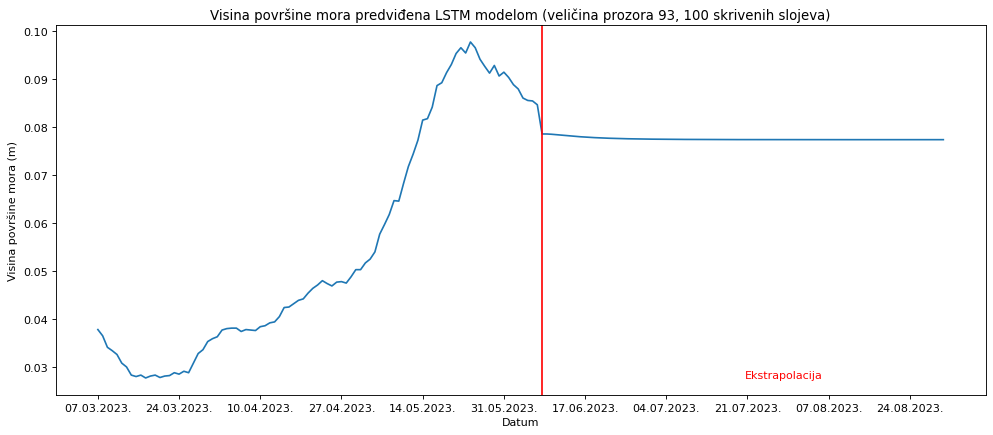 Visina površine mora predviđena LSTM modelom (veličina prozora 93, 100 skrivenih slojeva)
0.10
0.09
0.08
0.07
0.06
0.05
0.04
0.03
Visina površine mora (m)
Ekstrapolacija
07.03.2023. 24.03.2023. 10.04.2023. 27.04.2023. 14.05.2023. 31.05.2023. 17.06.2023. 04.07.2023. 21.07.2023. 07.08.2023. 24.08.2023.
Datum